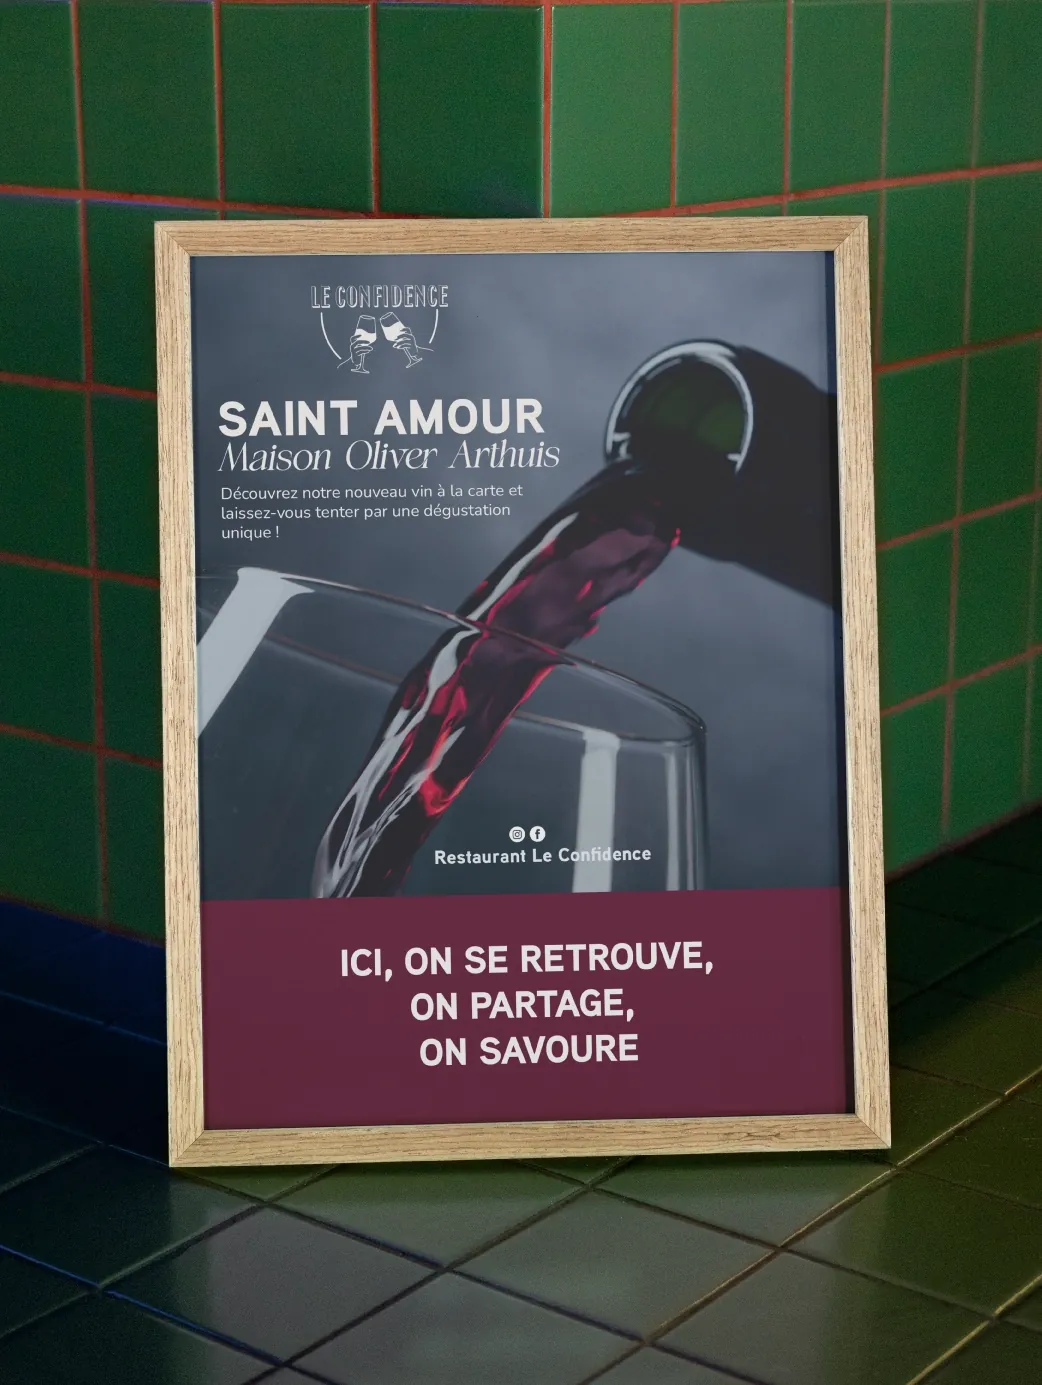 LE CONFIDENCE
SAINT AMOUR
Maison Oliver Arthuis
Découvrez notre nouveau vin à la carte et
laissez-vous tenter par une dégustation
unique !
Restaurant Le Confidence
ICI, ON SE RETROUVE,
ON PARTAGE,
ON SAVOURE